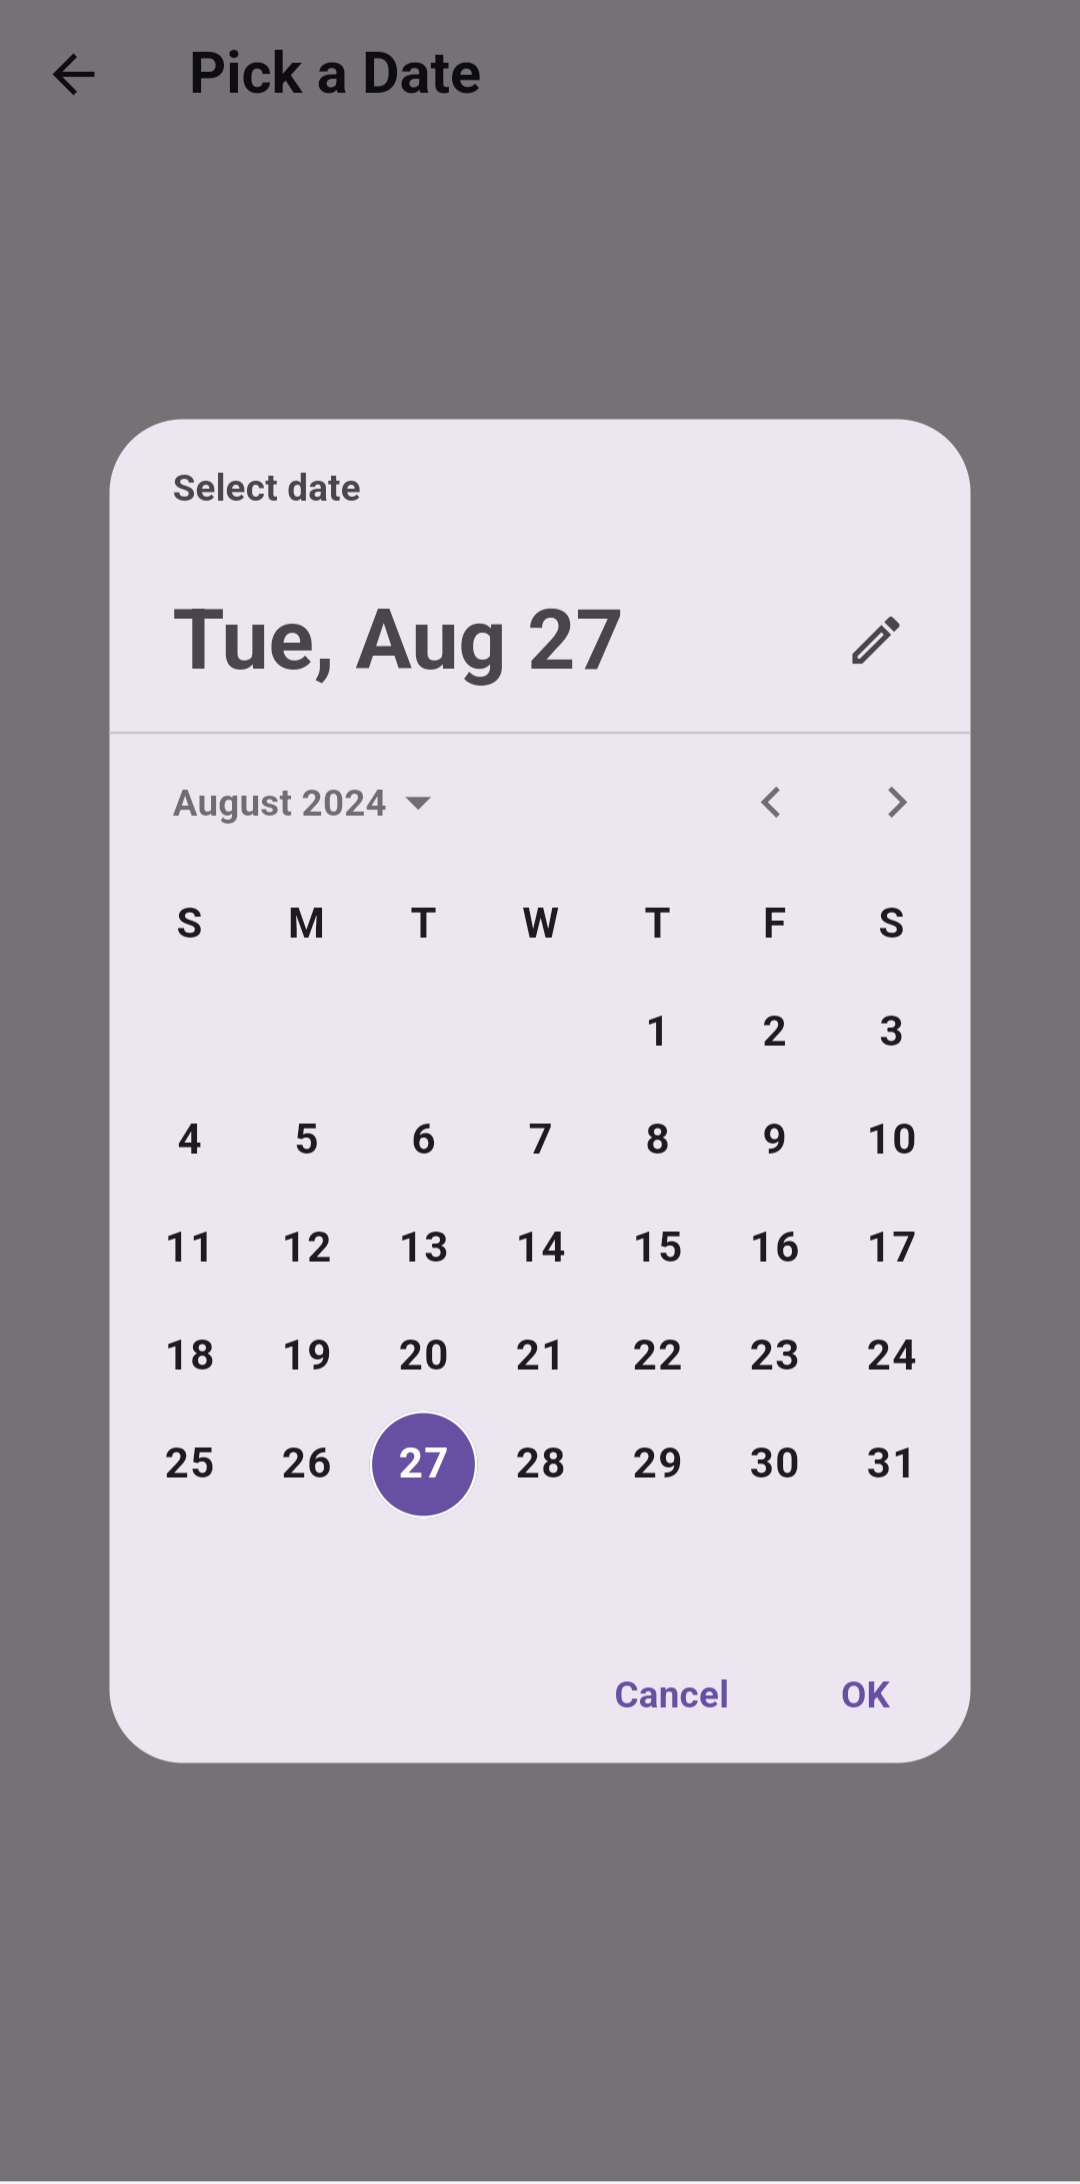 Pick a Date
Select date
Tue, Aug 27
August 2024
S M T W T F S
1 2 3
4 5 6 7 8 9 10
11 12 13 14 15 16 17
18 19 20 21 22 23 24
25 26 27 28 29 30 31
Cancel OK